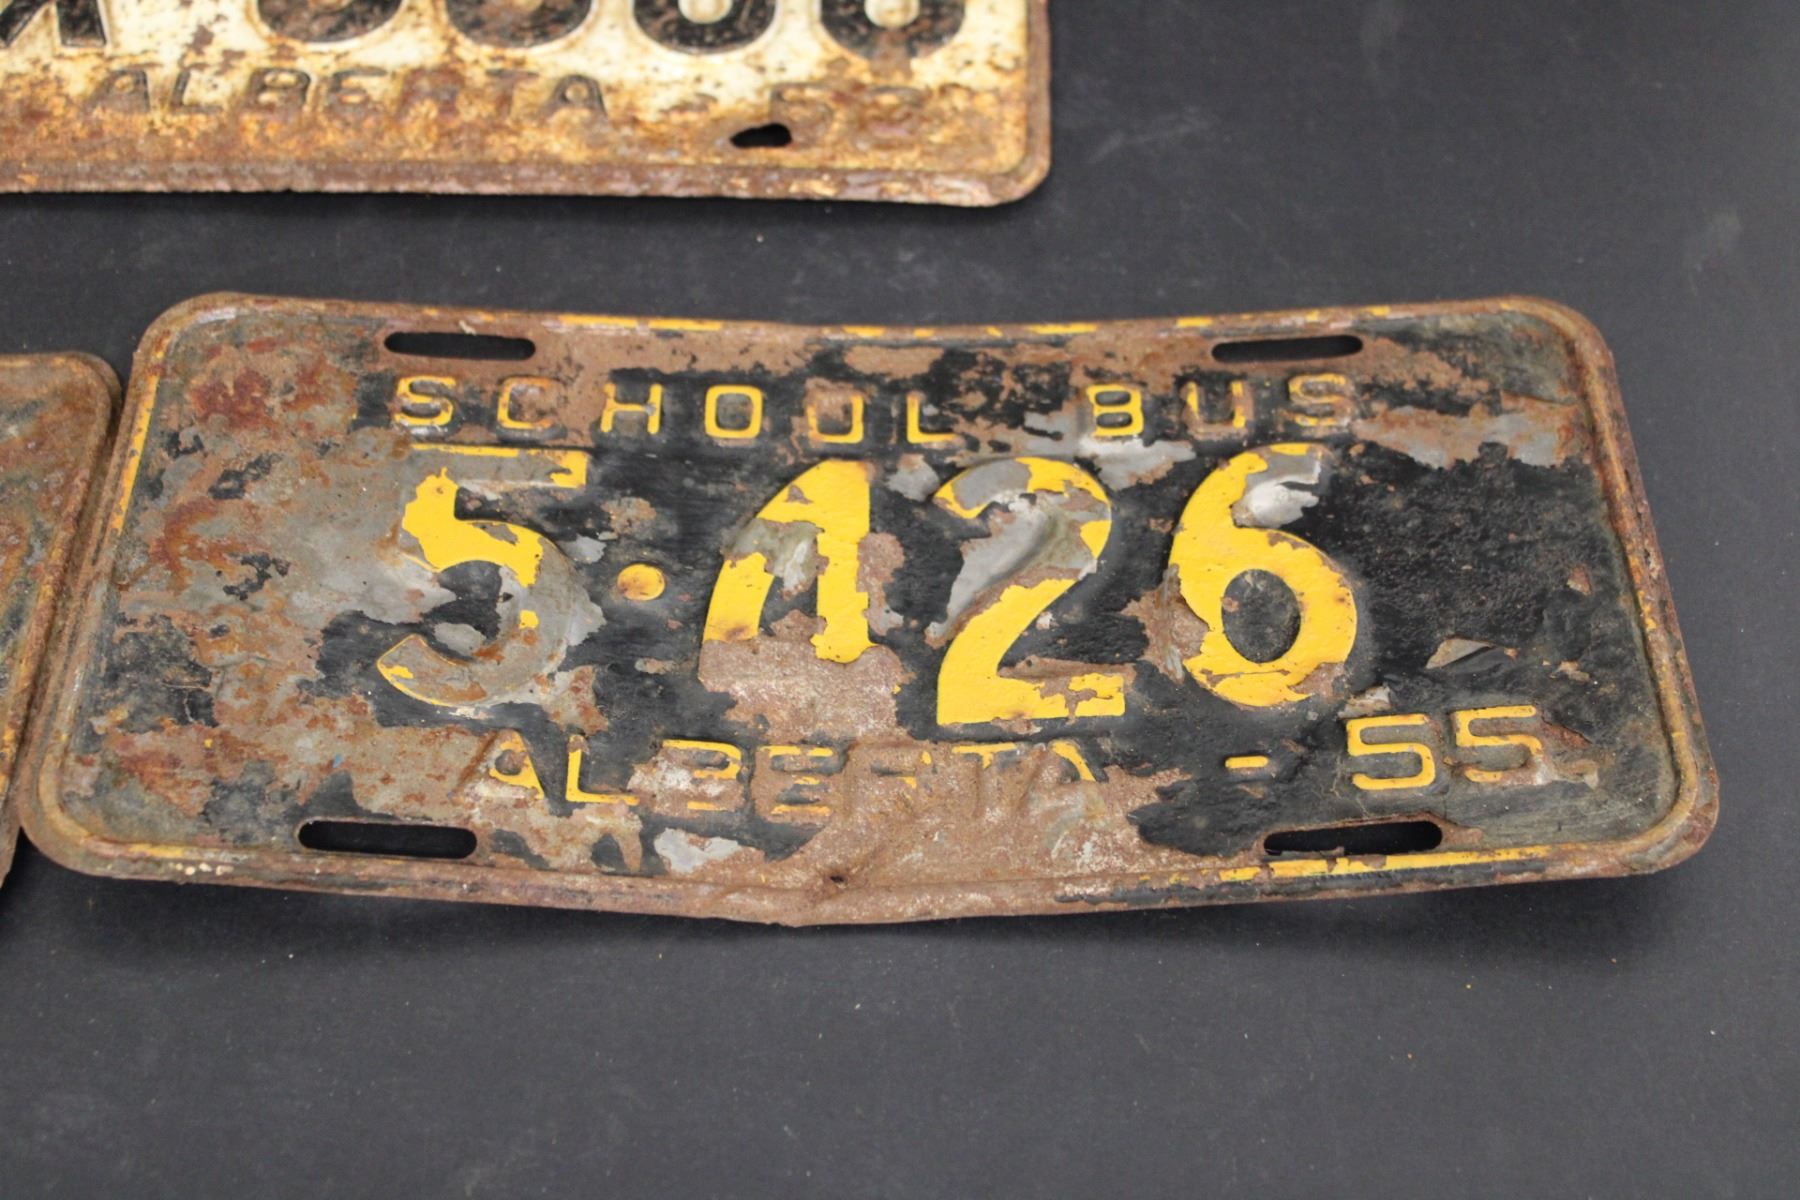 ALBERTA
SCHOOL BUS
5·426
ALBERTA - 55